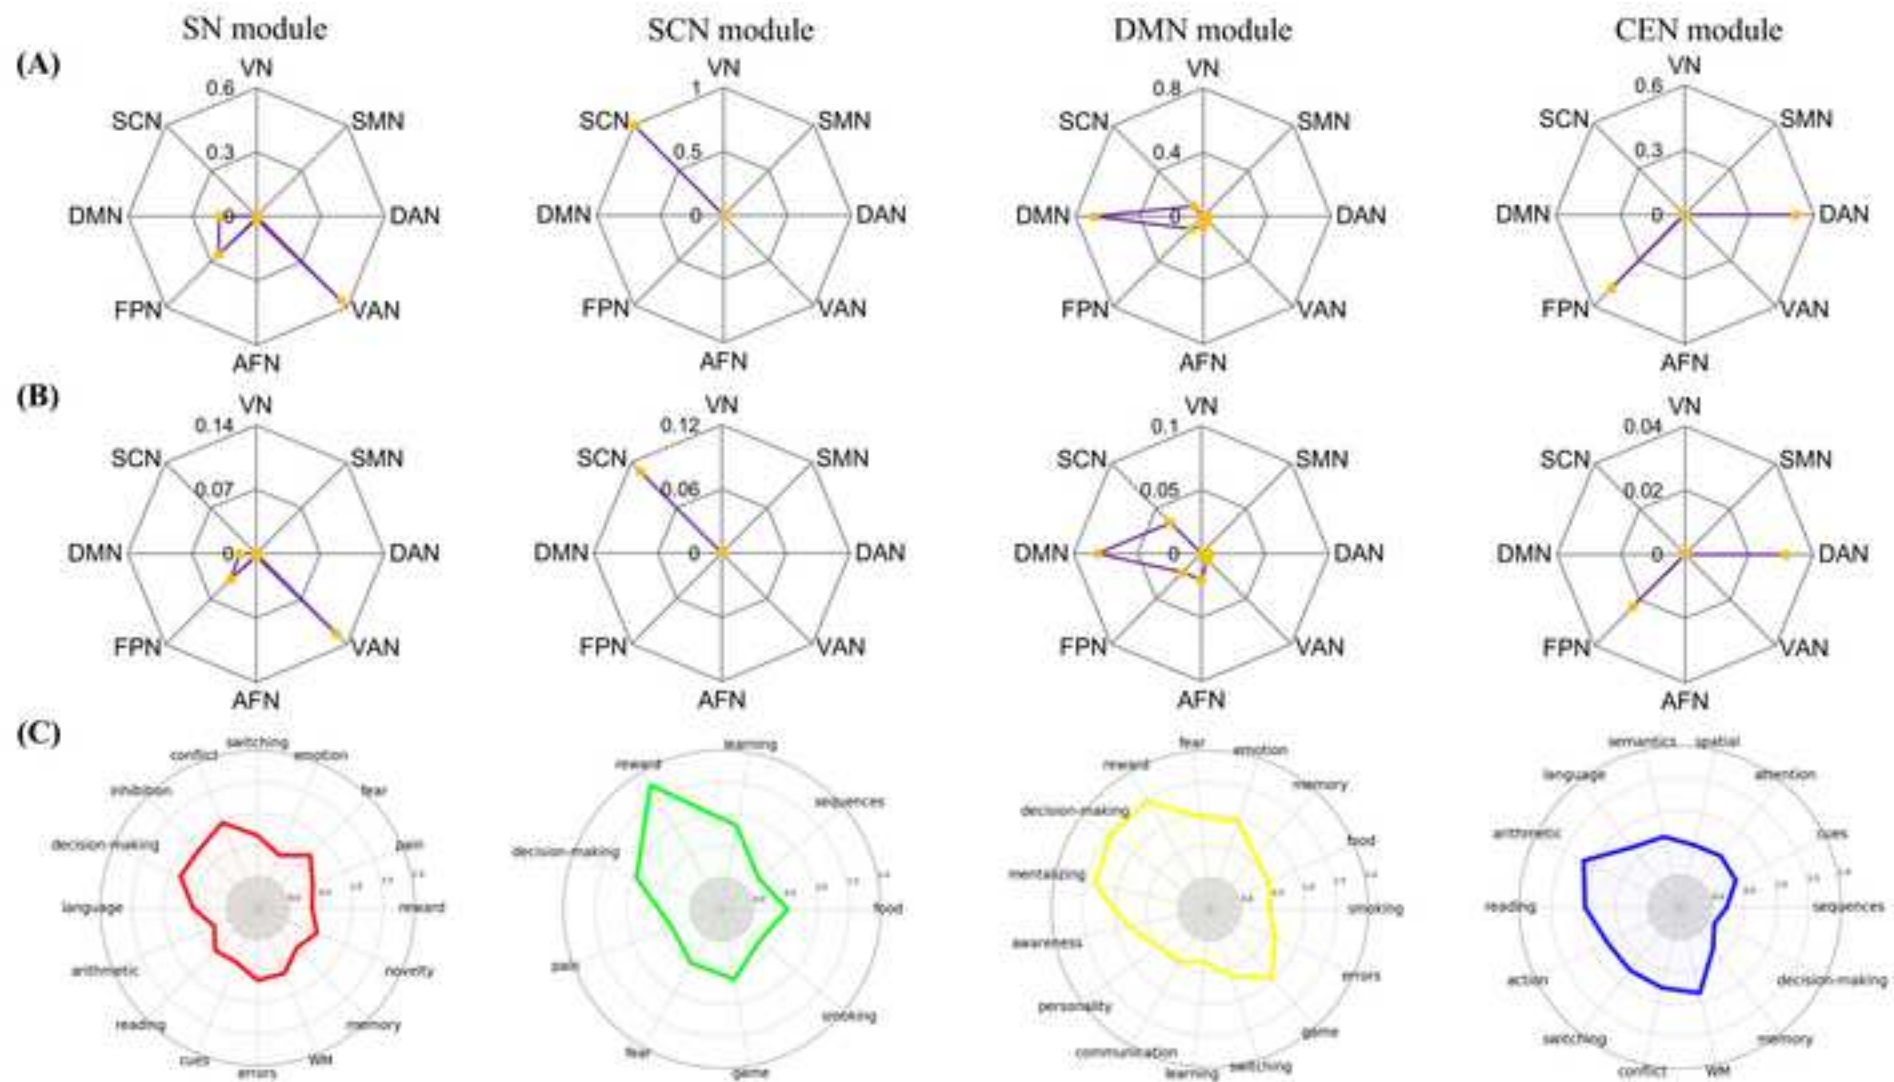 SN module SCN module DMN module CEN module
(A)
VN VN VN VN
0.6 1 0.8 0.6
SCN SMN SCN SMN SCN SMN SCN SMN
0.3 0.5 0.4 0.3
DMN 0 DAN DMN 0 DAN DMN 0 DAN DMN 0 DAN
FPN VAN FPN VAN FPN VAN FPN VAN
AFN AFN AFN AFN
(B)
VN VN VN VN
0.14 0.12 0.1 0.04
SCN SMN SCN SMN SCN SMN SCN SMN
0.07 0.06 0.05 0.02
DMN 0 DAN DMN 0 DAN DMN 0 DAN DMN 0 DAN
FPN VAN FPN VAN FPN VAN FPN VAN
AFN AFN AFN AFN
(C)
switching
emotion
fear
pain
reward
novelty
memory
WM
errors
cues
reading
arithmetic
language
decision-making
inhibition
conflict
learning
sequences
food
smoking
game
fear
pain
decision-making
reward
fear
emotion
memory
food
smoking
errors
game
switching
learning
communication
personality
awareness
mentalizing
decision-making
reward
semantics
spatial
attention
cues
sequences
decision-making
memory
WM
conflict
switching
action
reading
arithmetic
language